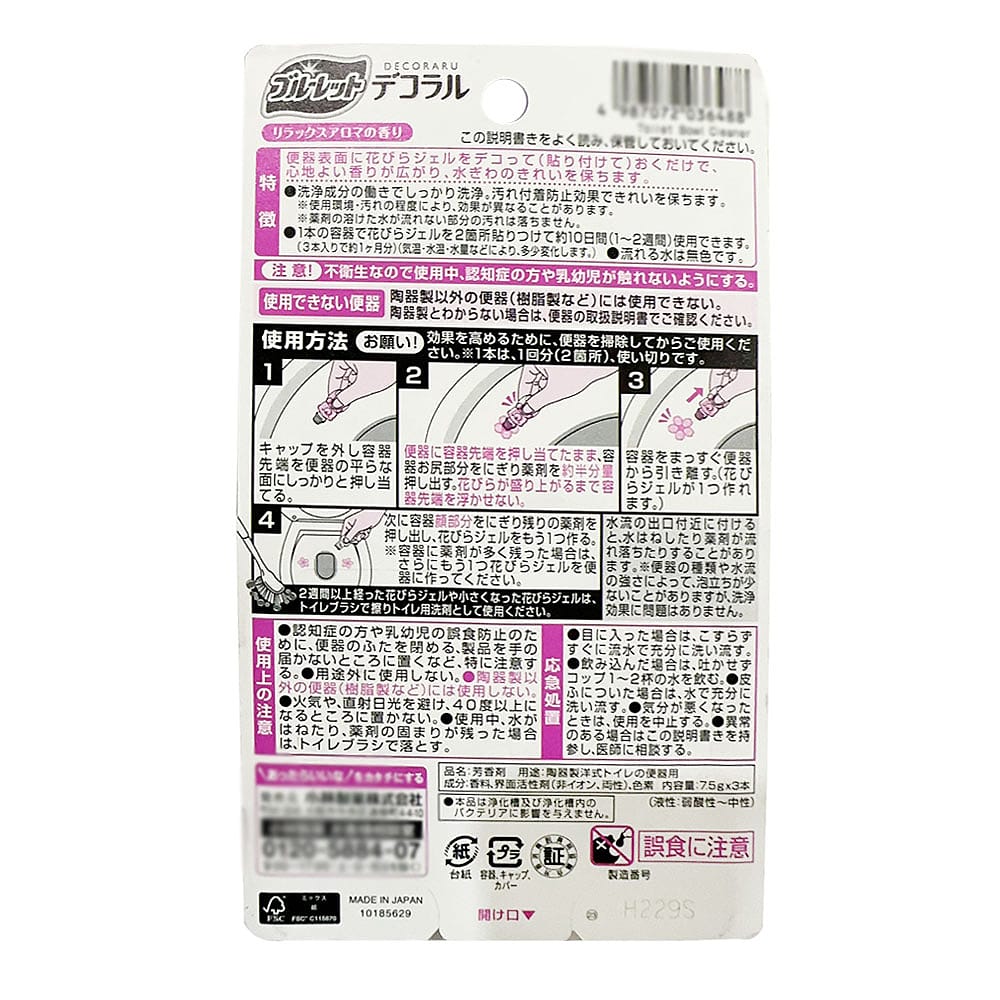 DECORARU
ブルーレット デコラル
リラックスアロマの香り
4 987072 036488
Toilet Bowl Cleaner
この説明書きをよく読み、保管しておいてください。
特徴
便器表面に花びらジェルをデコって(貼り付けて)おくだけで、
心地よい香りが広がり、水ぎわのきれいを保ちます。
●洗浄成分の働きでしっかり洗浄。汚れ付着防止効果できれいを保ちます。
※使用環境・汚れの程度により、効果が異なることがあります。
※薬剤の溶けた水が流れない部分の汚れは落ちません。
●1本の容器で花びらジェルを2箇所貼りつけて約10日間(1〜2週間)使用できます。
(3本入りで約1ヶ月分)(気温・水温・水量などにより、多少変化します。) ●流れる水は無色です。
注意! 不衛生なので使用中、認知症の方や乳幼児が触れないようにする。
使用できない便器
陶器製以外の便器(樹脂製など)には使用できない。
陶器製とわからない場合は、便器の取扱説明書でご確認ください。
使用方法 お願い!
効果を高めるために、便器を掃除してからご使用くだ
さい。※1本は、1回分(2箇所)、使い切りです。
1
キャップを外し容器
先端を便器の平らな
面にしっかりと押し当
てる。
2
便器に容器先端を押し当てたまま、容
器お尻部分をにぎり薬剤を約半分量
押し出す。花びらが盛り上がるまで容
器先端を浮かせない。
3
容器をまっすぐ便器
から引き離す。(花び
らジェルが1つ作れ
ます。)
4
次に容器顔部分をにぎり残りの薬剤を
押し出し、花びらジェルをもう1つ作る。
※容器に薬剤が多く残った場合は、
さらにもう1つ花びらジェルを便
器に作ってください。
2週間以上経った花びらジェルや小さくなった花びらジェルは、
トイレブラシで擦りトイレ用洗剤として使用ください。
水流の出口付近に付ける
と、水はねしたり薬剤が流
れ落ちたりすることがあり
ます。※便器の種類や水流
の強さによって、泡立ちが少
ないことがありますが、洗浄
効果に問題はありません。
使用上の注意
●認知症の方や乳幼児の誤食防止のた
めに、便器のふたを閉める、製品を手の
届かないところに置くなど、特に注意す
る。●用途外に使用しない。●陶器製以
外の便器(樹脂製など)には使用しない。
●火気や、直射日光を避け、40度以上に
なるところに置かない。●使用中、水が
はねたり、薬剤の固まりが残った場合
は、トイレブラシで落とす。
応急処置
●目に入った場合は、こすらず
すぐに流水で充分に洗い流す。
●飲み込んだ場合は、吐かせず
コップ1〜2杯の水を飲む。●皮
ふについた場合は、水で充分に
洗い流す。●気分が悪くなった
ときは、使用を中止する。●異常
のある場合はこの説明書きを持
参し、医師に相談する。
"あったらいいな"をカタチにする
0120-5884-07
品名:芳香剤 用途:陶器製洋式トイレの便器用
成分:香料、界面活性剤(非イオン、両性)、色素 内容量:7.5g×3本
(液性:弱酸性〜中性)
●本品は浄化槽及び浄化槽内の
バクテリアに影響を与えません。
紙
台紙
プラ
容器、キャップ、
カバー
証
誤食に注意
製造番号
FSC
ミックス
紙
FSC® C115870
MADE IN JAPAN
10185629
開け口▼
H229S